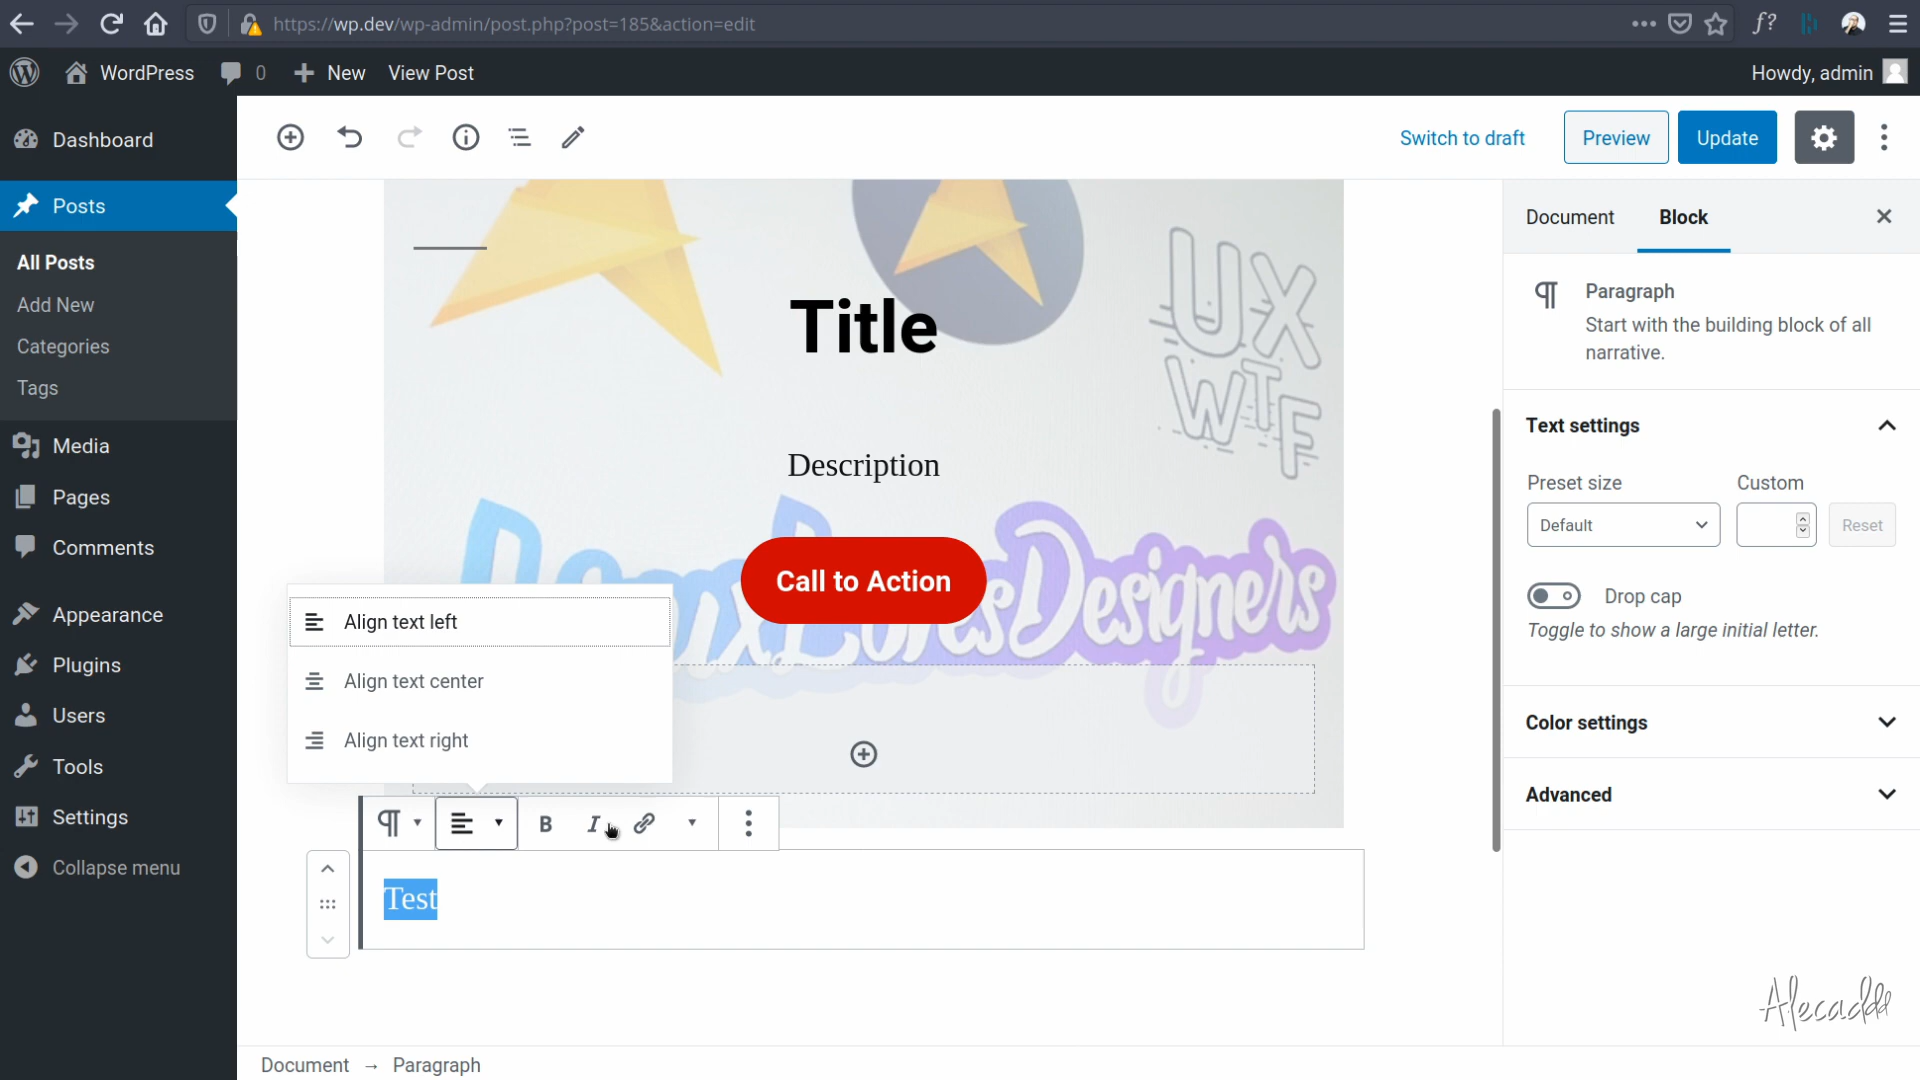 https://wp.dev/wp-admin/post.php?post=185&action=edit
f?
WordPress 0 New View Post Howdy, admin
Dashboard
Posts
All Posts
Add New
Categories
Tags
Media
Pages
Comments
Appearance
Plugins
Users
Tools
Settings
Collapse menu
Switch to draft Preview Update
UX
WTF
Title
Description
LovesDesigners
Call to Action
Align text left
Align text center
Align text right
B I
Test
Document Block
Paragraph
Start with the building block of all
narrative.
Text settings
Preset size Custom
Default Reset
Drop cap
Toggle to show a large initial letter.
Color settings
Advanced
Alecaddd
Document → Paragraph